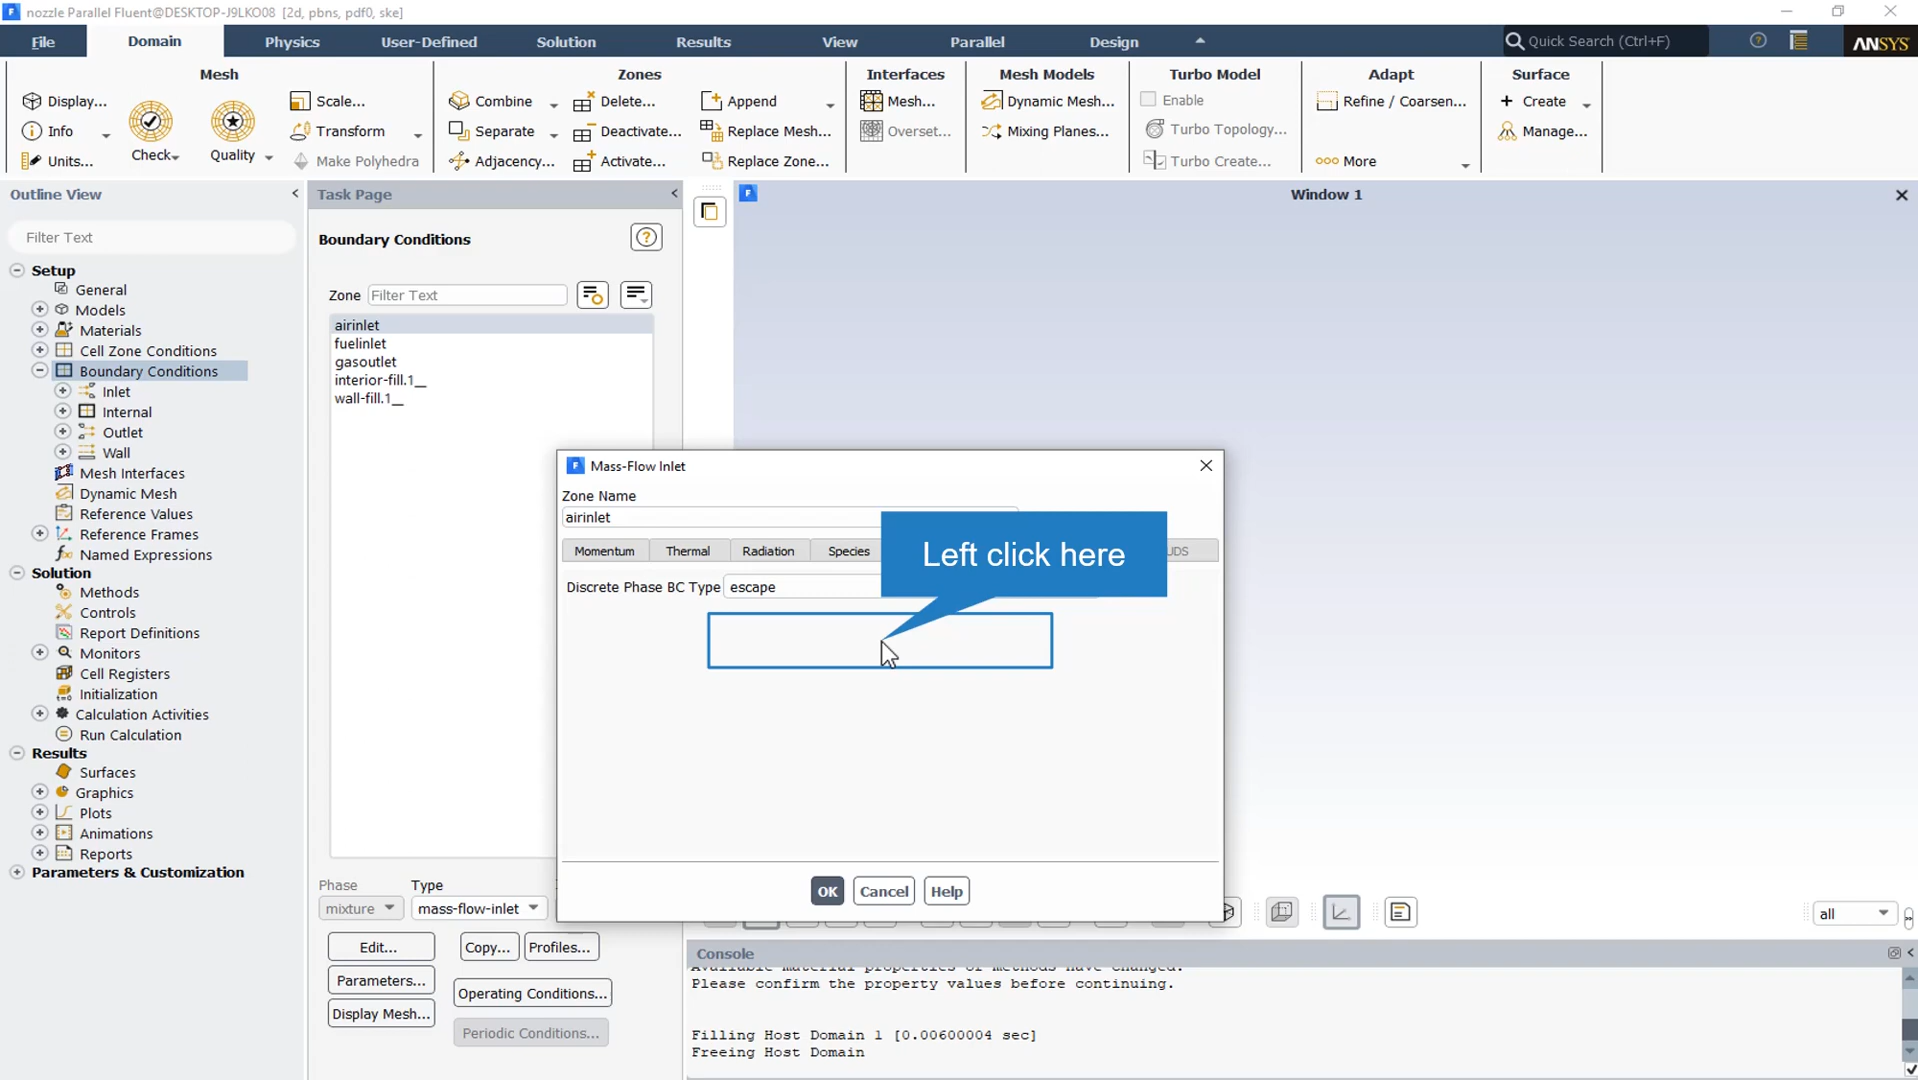 nozzle Parallel Fluent@DESKTOP-J9LKO08 [2d, pbns, pdf0, ske]
File
Domain
Physics
User-Defined
Solution
Results
View
Parallel
Design
Quick Search (Ctrl+F)
ANSYS
Mesh
Display...
Info
Units...
Check
Quality
Scale...
Transform
Make Polyhedra
Zones
Combine
Separate
Adjacency...
Delete...
Deactivate...
Activate...
Append
Replace Mesh...
Replace Zone...
Interfaces
Mesh...
Overset...
Mesh Models
Dynamic Mesh...
Mixing Planes...
Turbo Model
Enable
Turbo Topology...
Turbo Create...
Adapt
Refine / Coarsen...
More
Surface
Create
Manage...
Outline View
Filter Text
Setup
General
Models
Materials
Cell Zone Conditions
Boundary Conditions
Inlet
Internal
Outlet
Wall
Mesh Interfaces
Dynamic Mesh
Reference Values
Reference Frames
Named Expressions
Solution
Methods
Controls
Report Definitions
Monitors
Cell Registers
Initialization
Calculation Activities
Run Calculation
Results
Surfaces
Graphics
Plots
Animations
Reports
Parameters & Customization
Task Page
Boundary Conditions
Zone Filter Text
airinlet
fuelinlet
gasoutlet
interior-fill.1__
wall-fill.1__
Phase
Type
mixture
mass-flow-inlet
Edit...
Copy...
Profiles...
Parameters...
Operating Conditions...
Display Mesh...
Periodic Conditions...
Window 1
Mass-Flow Inlet
Zone Name
airinlet
Momentum
Thermal
Radiation
Species
UDS
Discrete Phase BC Type escape
Left click here
OK
Cancel
Help
all
Console
Available material properties or methods have changed.
Please confirm the property values before continuing.
Filling Host Domain 1 [0.00600004 sec]
Freeing Host Domain